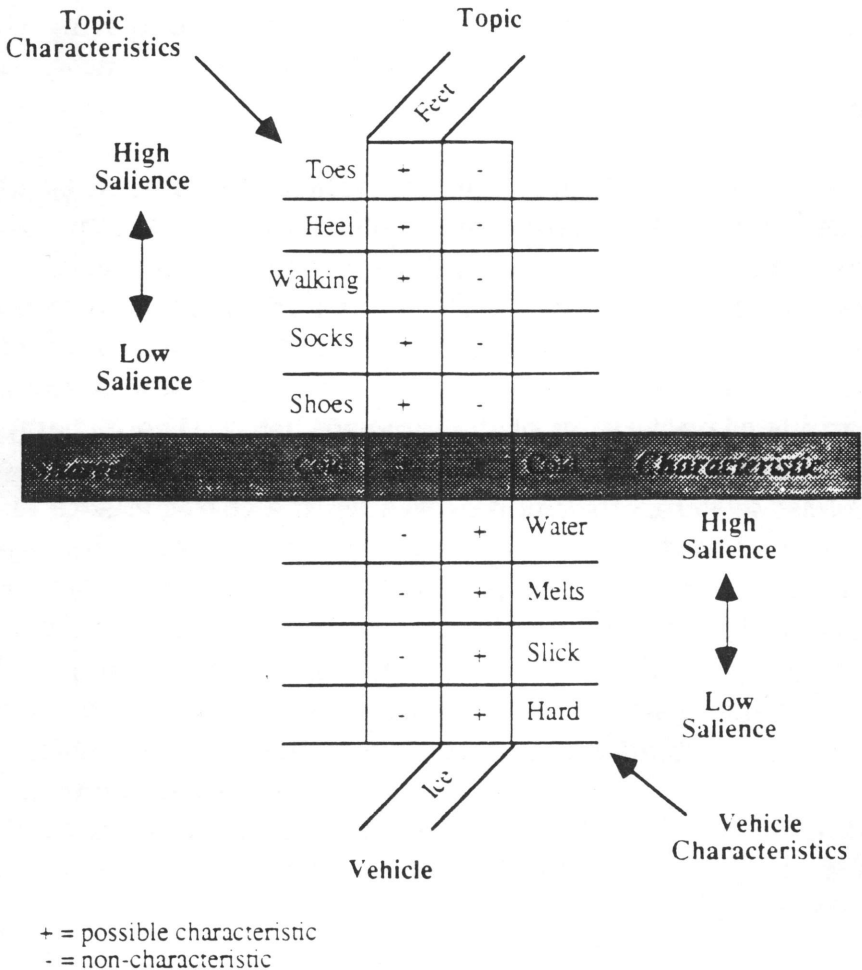 Topic
Characteristics
Topic
Feet
High
Salience
Low
Salience
Toes + -
Heel + -
Walking + -
Socks + -
Shoes + -
Shared Cold Cold Characteristic
- + Water
- + Melts
- + Slick
- + Hard
High
Salience
Low
Salience
Ice
Vehicle
Vehicle
Characteristics
+ = possible characteristic
- = non-characteristic